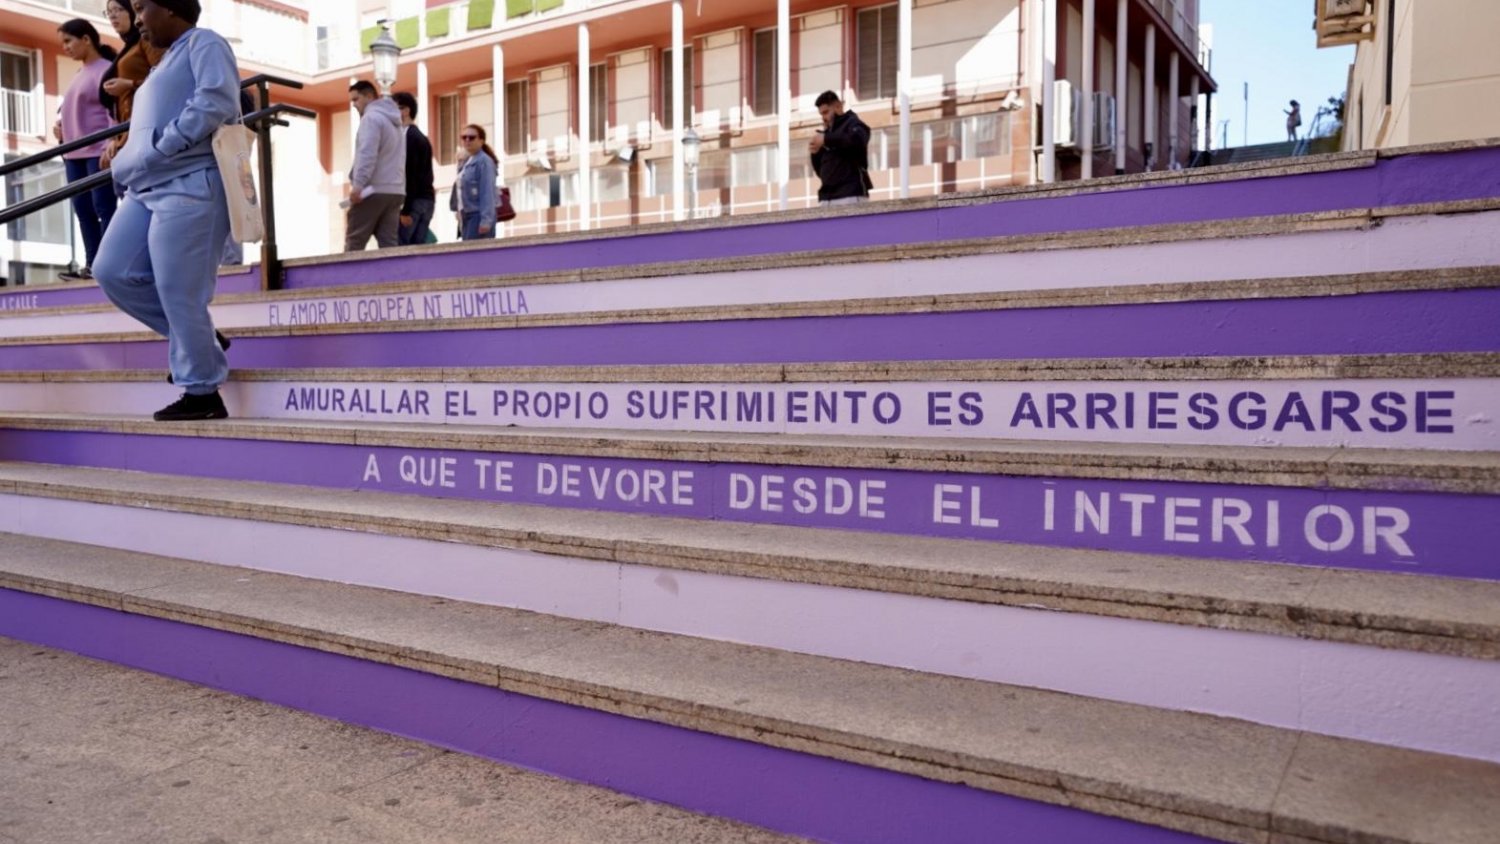 CALLE
EL AMOR NO GOLPEA NI HUMILLA
AMURALLAR EL PROPIO SUFRIMIENTO ES ARRIESGARSE
A QUE TE DEVORE DESDE EL INTERIOR